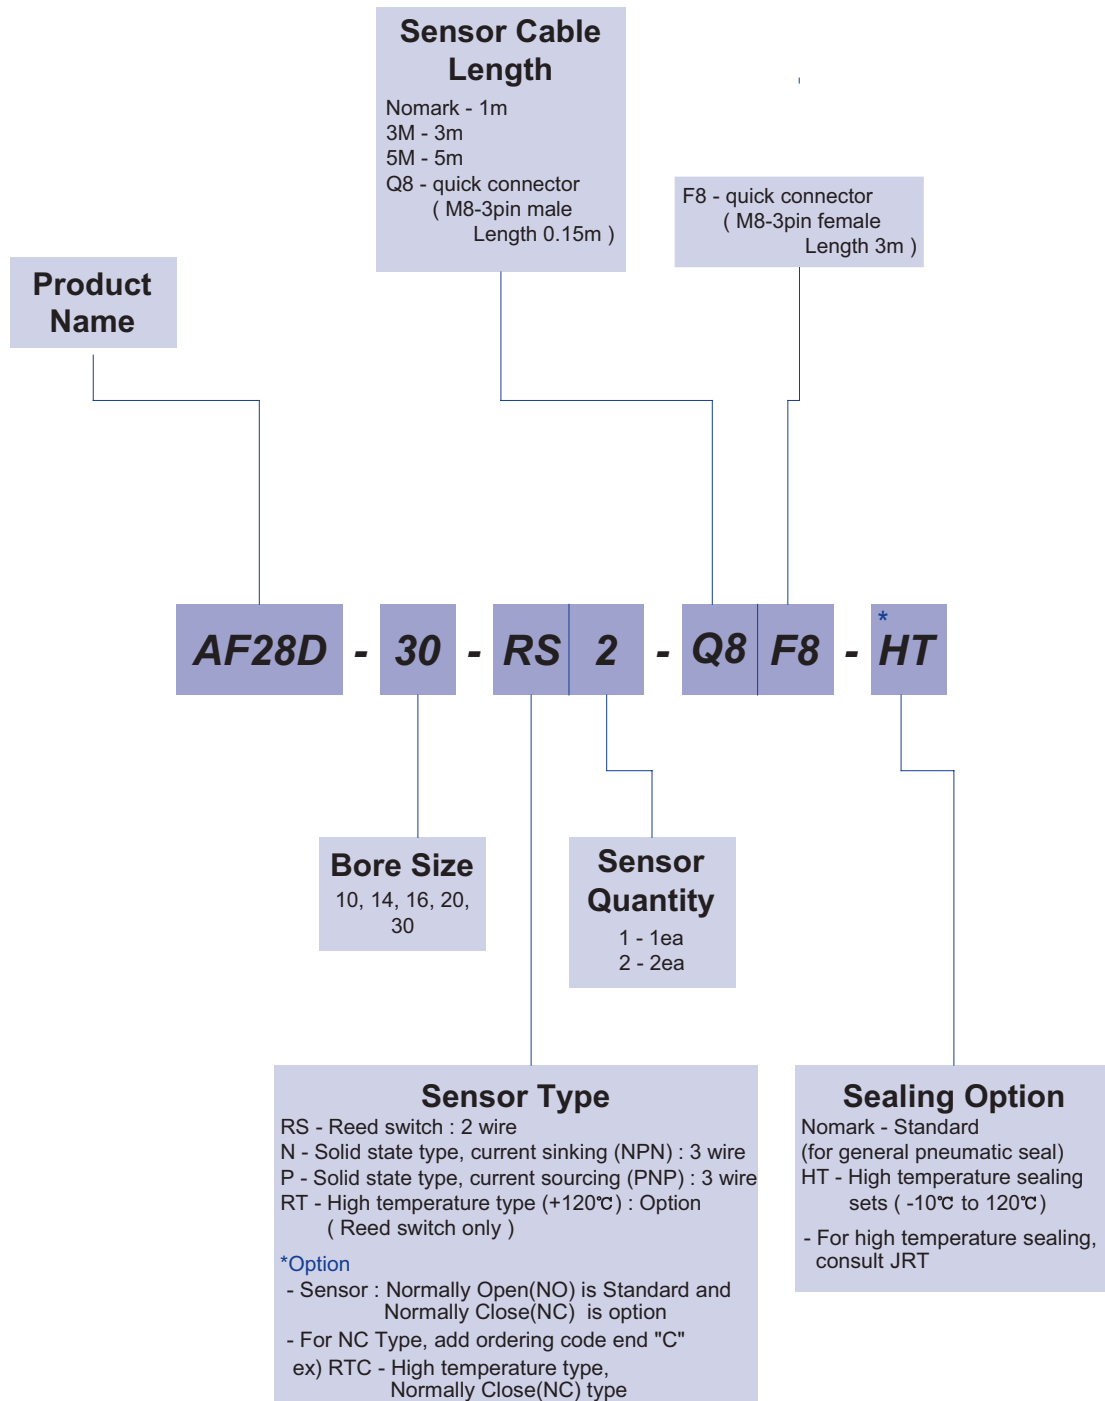 Sensor Cable
Length
Nomark - 1m
3M - 3m
5M - 5m
Q8 - quick connector
( M8-3pin male
Length 0.15m )
F8 - quick connector
( M8-3pin female
Length 3m )
Product
Name
AF28D - 30 - RS 2 - Q8 F8 - *HT
Bore Size
10, 14, 16, 20,
30
Sensor
Quantity
1 - 1ea
2 - 2ea
Sensor Type
RS - Reed switch : 2 wire
N - Solid state type, current sinking (NPN) : 3 wire
P - Solid state type, current sourcing (PNP) : 3 wire
RT - High temperature type (+120℃) : Option
( Reed switch only )
*Option
- Sensor : Normally Open(NO) is Standard and
Normally Close(NC) is option
- For NC Type, add ordering code end "C"
ex) RTC - High temperature type,
Normally Close(NC) type
Sealing Option
Nomark - Standard
(for general pneumatic seal)
HT - High temperature sealing
sets ( -10℃ to 120℃)
- For high temperature sealing,
consult JRT